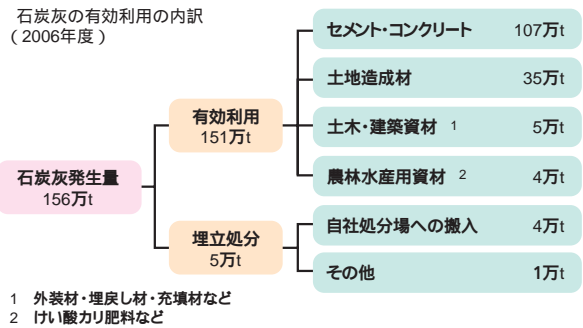 石炭灰の有効利用の内訳
(2006年度)
セメント・コンクリート 107万t
土地造成材 35万t
有効利用
151万t
土木・建築資材 1 5万t
農林水産用資材 2 4万t
石炭灰発生量
156万t
埋立処分
5万t
自社処分場への搬入 4万t
その他 1万t
1 外装材・埋戻し材・充填材など
2 けい酸カリ肥料など